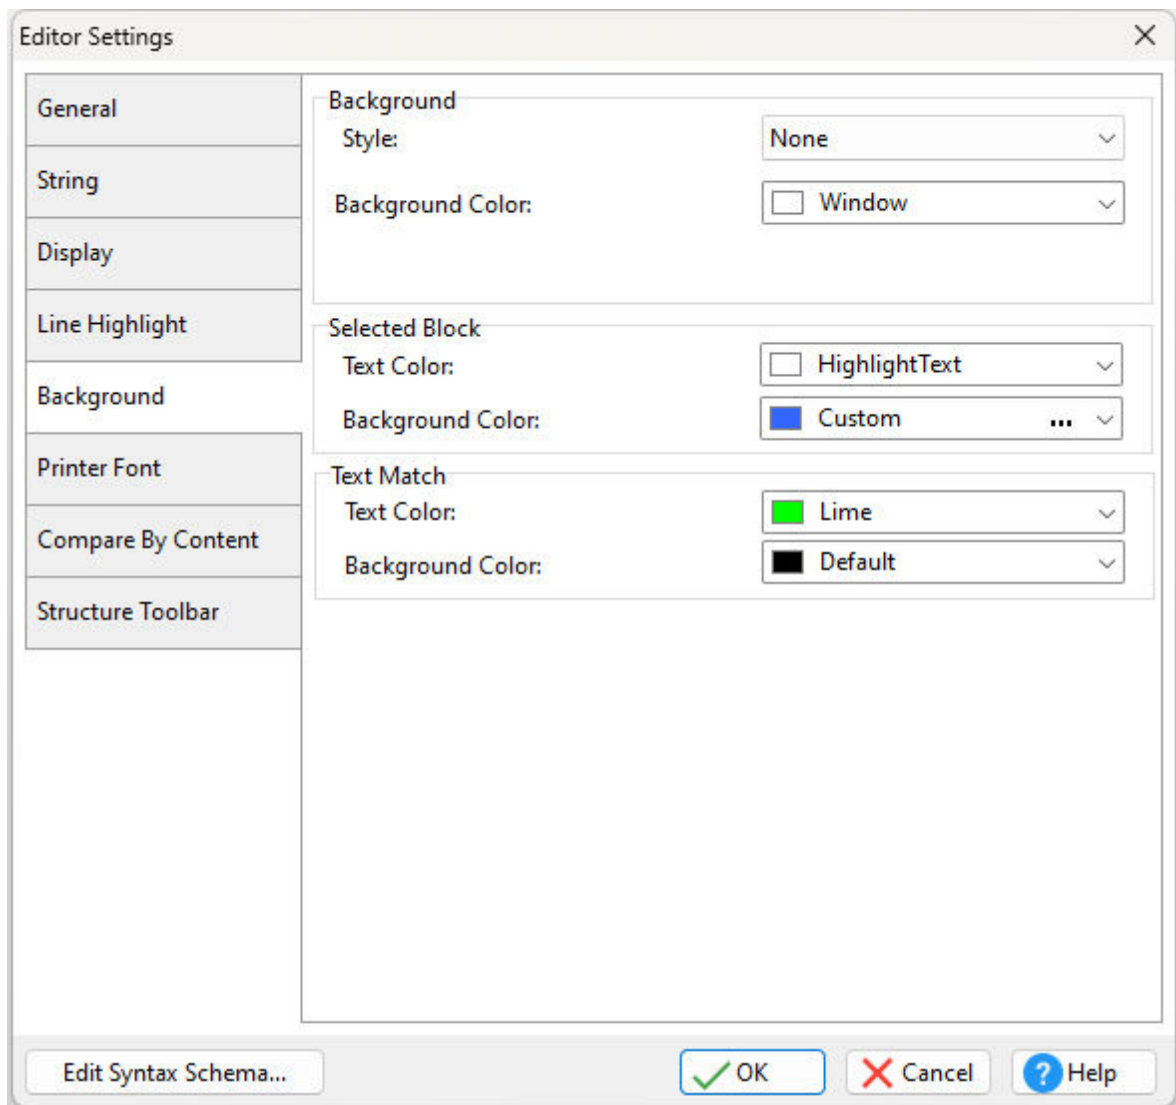 Editor Settings
General
String
Display
Line Highlight
Background
Printer Font
Compare By Content
Structure Toolbar
Background
Style: None
Background Color: Window
Selected Block
Text Color: HighlightText
Background Color: Custom ...
Text Match
Text Color: Lime
Background Color: Default
Edit Syntax Schema... OK Cancel ? Help